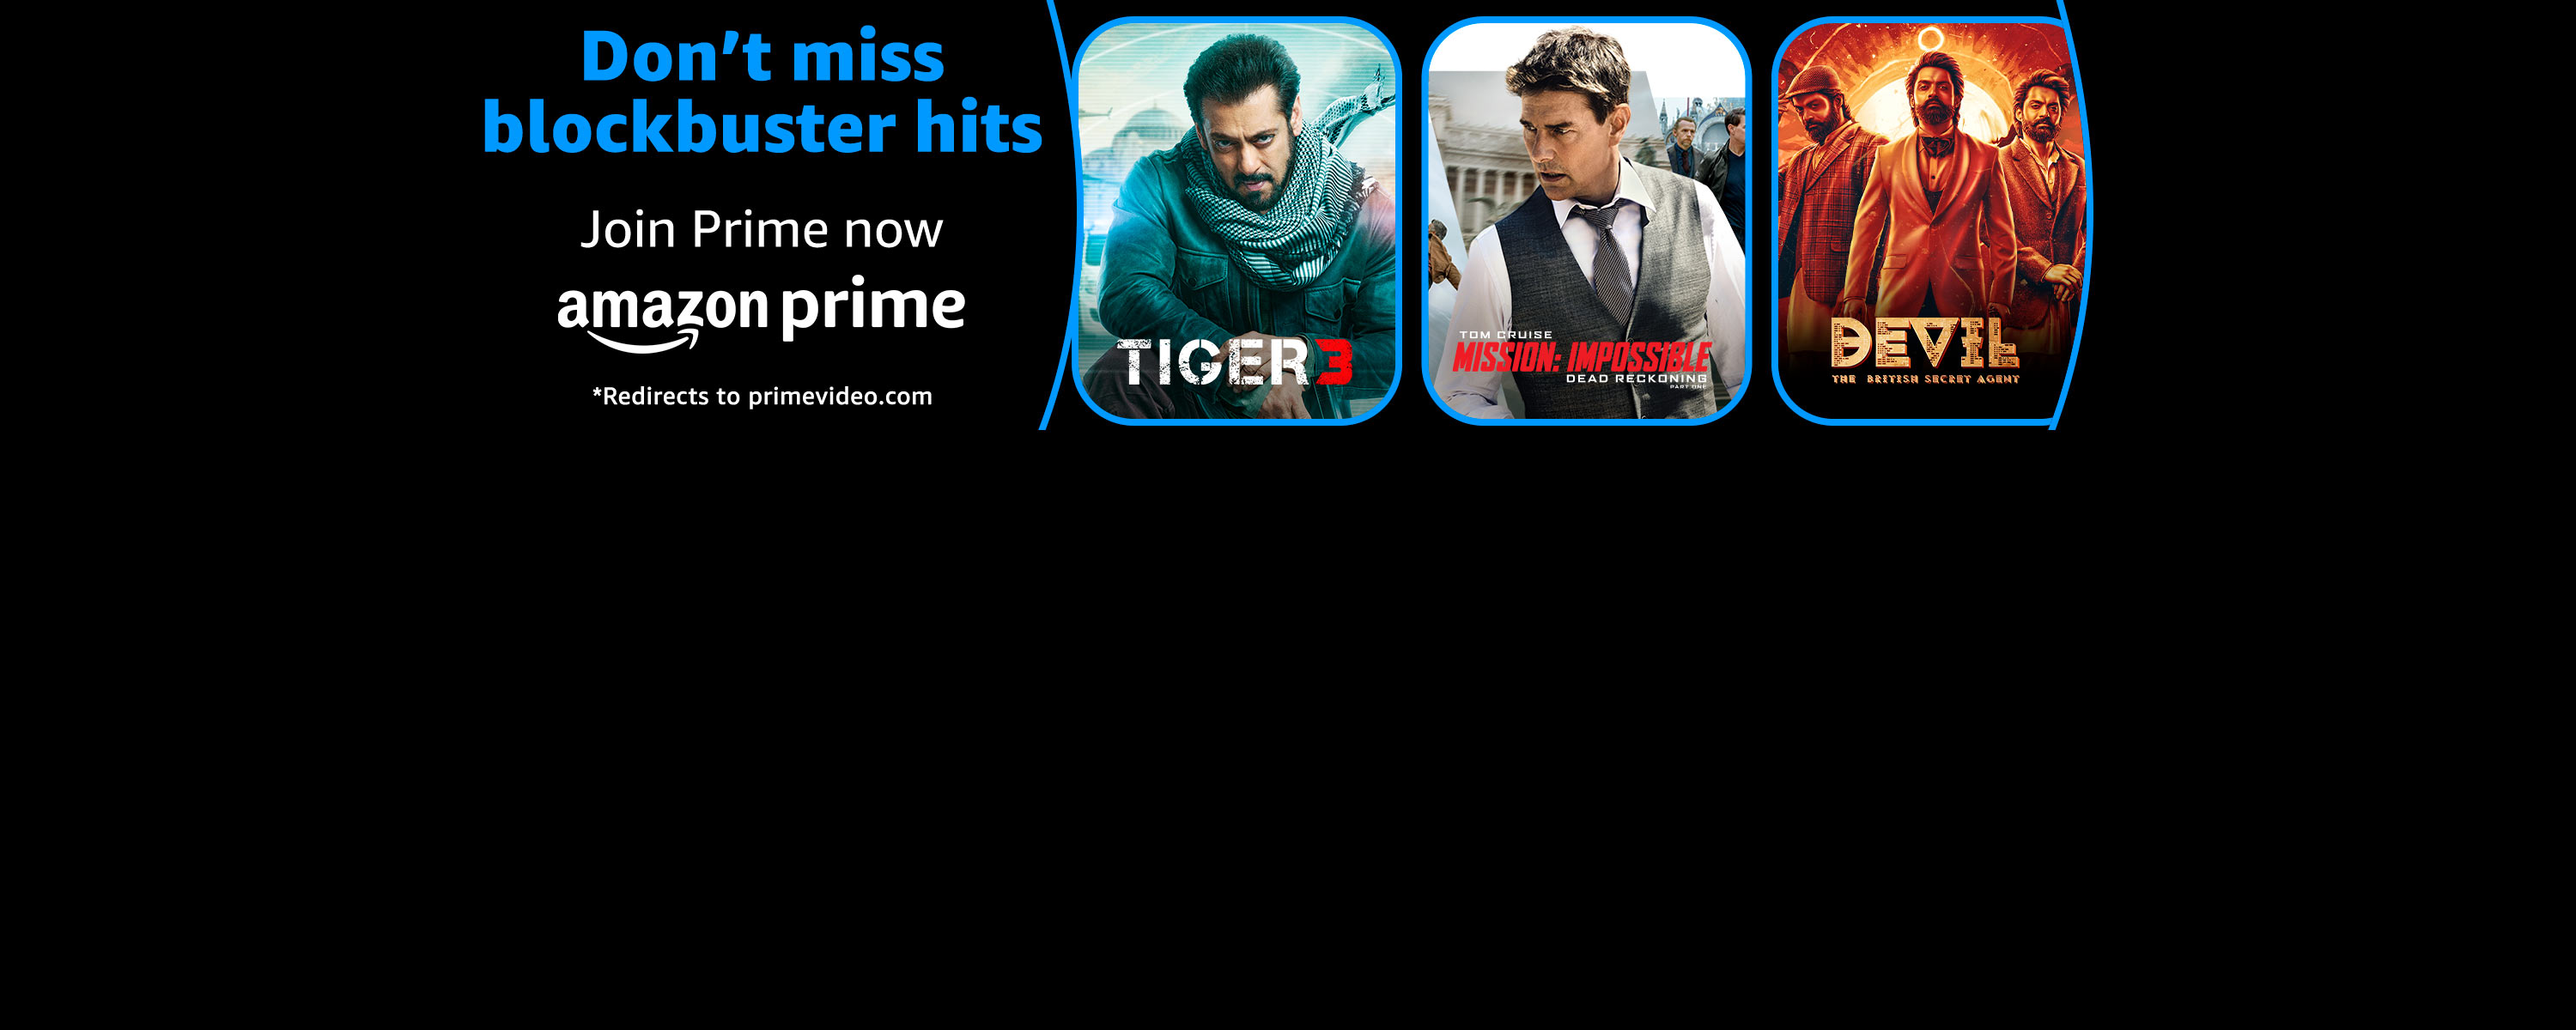 Don’t miss
blockbuster hits
Join Prime now
amazon prime
*Redirects to primevideo.com
TIGER 3
TOM CRUISE
MISSION: IMPOSSIBLE
DEAD RECKONING
PART ONE
DEVIL
THE BRITISH SECRET AGENT